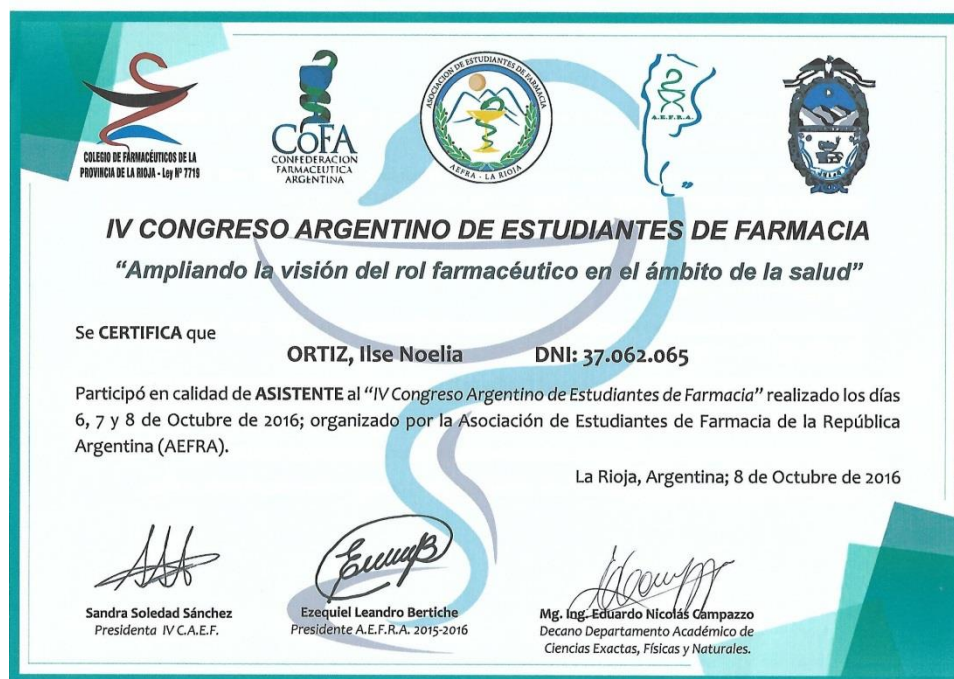 COLEGIO DE FARMACÉUTICOS DE LA
PROVINCIA DE LA RIOJA - Ley Nº 7719
COFA
CONFEDERACION
FARMACEUTICA
ARGENTINA
ASOCIACION DE ESTUDIANTES DE FARMACIA
AEFRA - LA RIOJA
A.E.F.R.A.
IV CONGRESO ARGENTINO DE ESTUDIANTES DE FARMACIA
“Ampliando la visión del rol farmacéutico en el ámbito de la salud”
Se CERTIFICA que
ORTIZ, Ilse Noelia DNI: 37.062.065
Participó en calidad de ASISTENTE al “IV Congreso Argentino de Estudiantes de Farmacia” realizado los días
6, 7 y 8 de Octubre de 2016; organizado por la Asociación de Estudiantes de Farmacia de la República
Argentina (AEFRA).
La Rioja, Argentina; 8 de Octubre de 2016
Sandra Soledad Sánchez
Presidenta IV C.A.E.F.
Ezequiel Leandro Bertiche
Presidente A.E.F.R.A. 2015-2016
Mg. Ing. Eduardo Nicolás Campazzo
Decano Departamento Académico de
Ciencias Exactas, Físicas y Naturales.